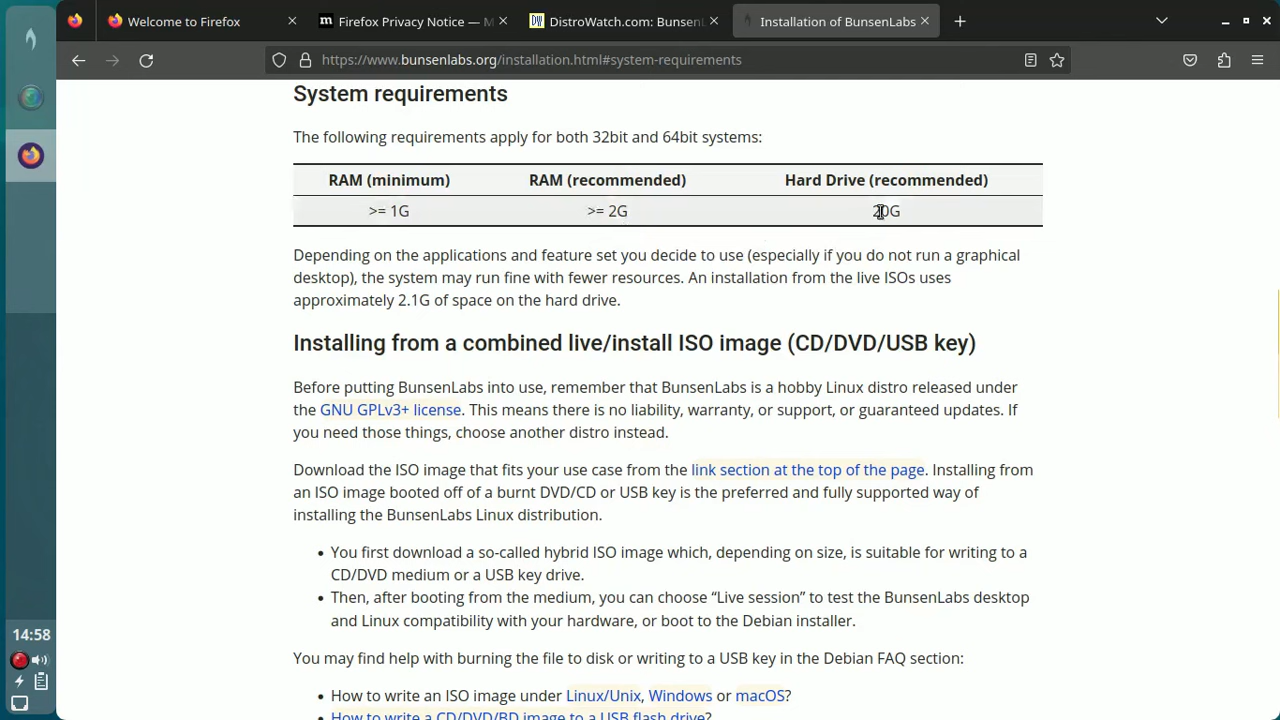 Welcome to Firefox
Firefox Privacy Notice — M
DW DistroWatch.com: Bunsen
Installation of BunsenLabs
https://www.bunsenlabs.org/installation.html#system-requirements
System requirements
The following requirements apply for both 32bit and 64bit systems:
RAM (minimum) RAM (recommended) Hard Drive (recommended)
>= 1G >= 2G 20G
Depending on the applications and feature set you decide to use (especially if you do not run a graphical
desktop), the system may run fine with fewer resources. An installation from the live ISOs uses
approximately 2.1G of space on the hard drive.
Installing from a combined live/install ISO image (CD/DVD/USB key)
Before putting BunsenLabs into use, remember that BunsenLabs is a hobby Linux distro released under
the GNU GPLv3+ license. This means there is no liability, warranty, or support, or guaranteed updates. If
you need those things, choose another distro instead.
Download the ISO image that fits your use case from the link section at the top of the page. Installing from
an ISO image booted off of a burnt DVD/CD or USB key is the preferred and fully supported way of
installing the BunsenLabs Linux distribution.
• You first download a so-called hybrid ISO image which, depending on size, is suitable for writing to a
CD/DVD medium or a USB key drive.
• Then, after booting from the medium, you can choose “Live session” to test the BunsenLabs desktop
and Linux compatibility with your hardware, or boot to the Debian installer.
You may find help with burning the file to disk or writing to a USB key in the Debian FAQ section:
• How to write an ISO image under Linux/Unix, Windows or macOS?
• How to write a CD/DVD/BD image to a USB flash drive?
14:58